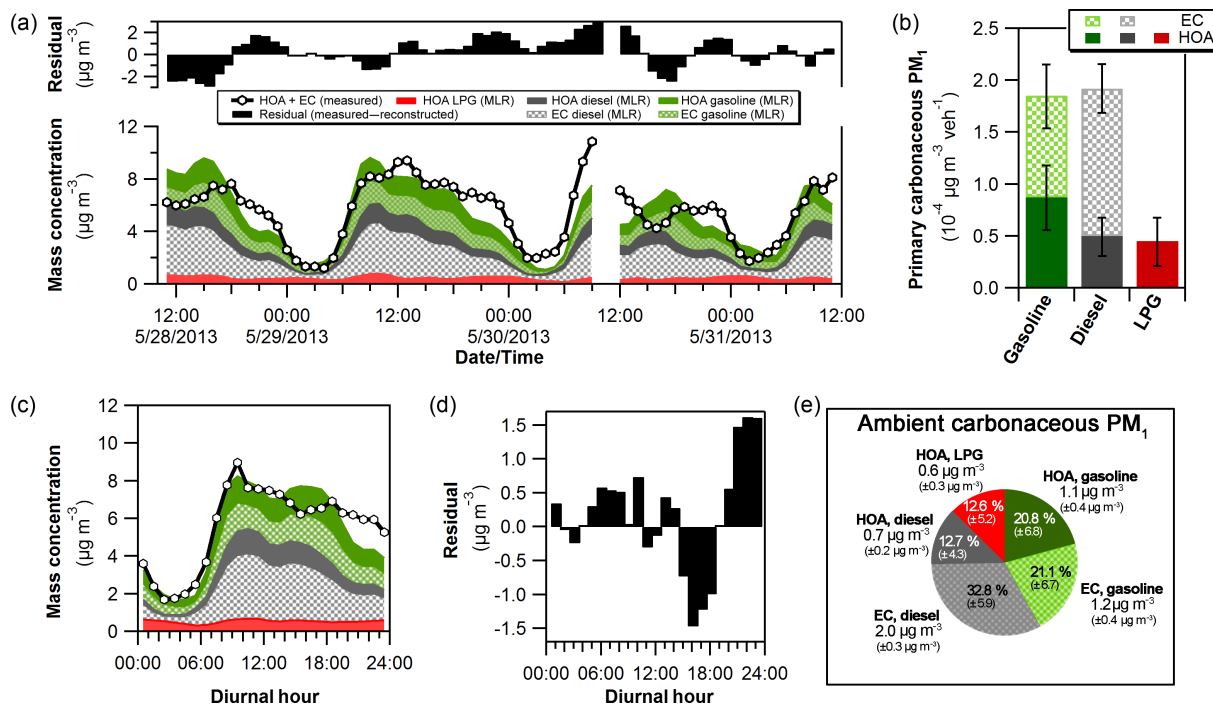 (a)
Residual
(µg m⁻³)
2
0
-2
HOA + EC (measured)
HOA LPG (MLR)
HOA diesel (MLR)
HOA gasoline (MLR)
Residual (measured—reconstructed)
EC diesel (MLR)
EC gasoline (MLR)
Mass concentration
(µg m⁻³)
12
8
4
0
12:00
5/28/2013
00:00
5/29/2013
12:00
00:00
5/30/2013
12:00
00:00
5/31/2013
12:00
Date/Time
(b)
EC
HOA
Primary carbonaceous PM₁
(10⁻⁴ µg m⁻³ veh⁻¹)
2.5
2.0
1.5
1.0
0.5
0.0
Gasoline
Diesel
LPG
(c)
Mass concentration
(µg m⁻³)
12
10
8
6
4
2
0
00:00
06:00
12:00
18:00
24:00
Diurnal hour
(d)
Residual
(µg m⁻³)
1.5
1.0
0.5
0.0
-0.5
-1.0
-1.5
00:00
06:00
12:00
18:00
24:00
Diurnal hour
(e)
Ambient carbonaceous PM₁
HOA, LPG
0.6 µg m⁻³
(±0.3 µg m⁻³)
12.6 %
(±5.2)
HOA, gasoline
1.1 µg m⁻³
(±0.4 µg m⁻³)
20.8 %
(±6.8)
HOA, diesel
0.7 µg m⁻³
(±0.2 µg m⁻³)
12.7 %
(±4.3)
21.1 %
(±6.7)
EC, gasoline
1.2µg m⁻³
(±0.4 µg m⁻³)
32.8 %
(±5.9)
EC, diesel
2.0 µg m⁻³
(±0.3 µg m⁻³)